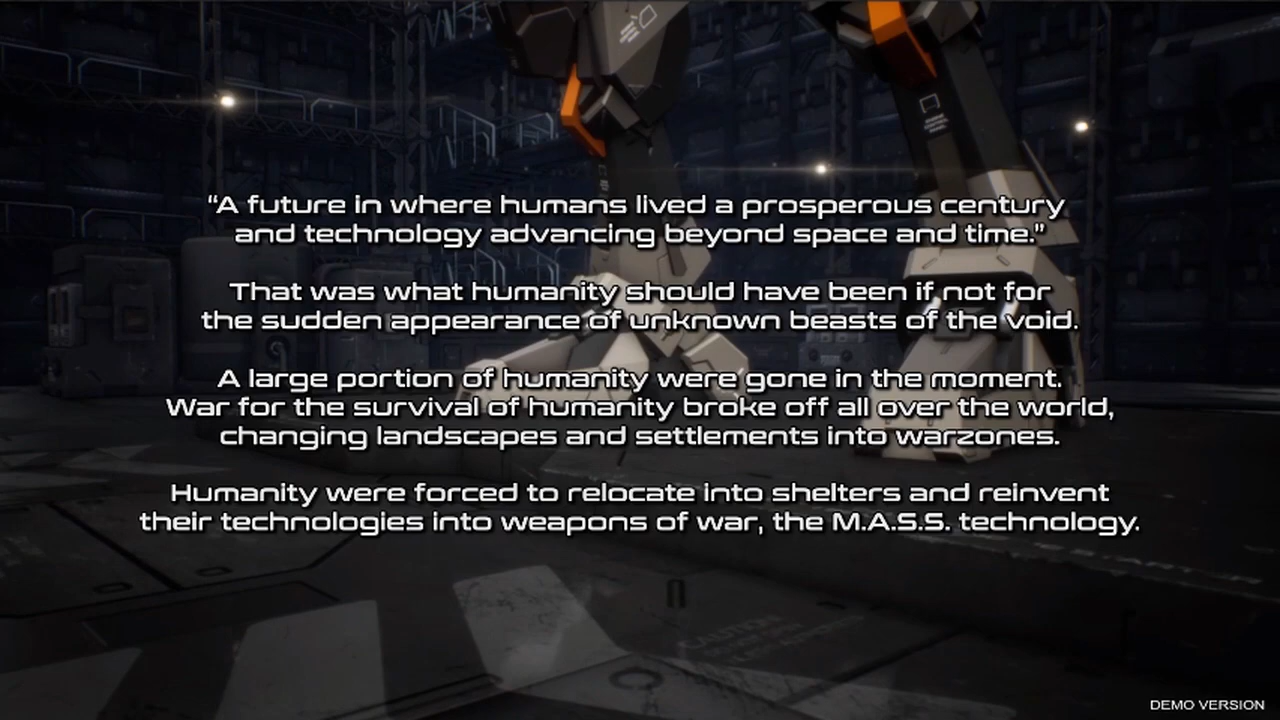 "A future in where humans lived a prosperous century
and technology advancing beyond space and time."
That was what humanity should have been if not for
the sudden appearance of unknown beasts of the void.
A large portion of humanity were gone in the moment.
War for the survival of humanity broke off all over the world,
changing landscapes and settlements into warzones.
Humanity were forced to relocate into shelters and reinvent
their technologies into weapons of war, the M.A.S.S. technology.
CAUTION
DEMO VERSION